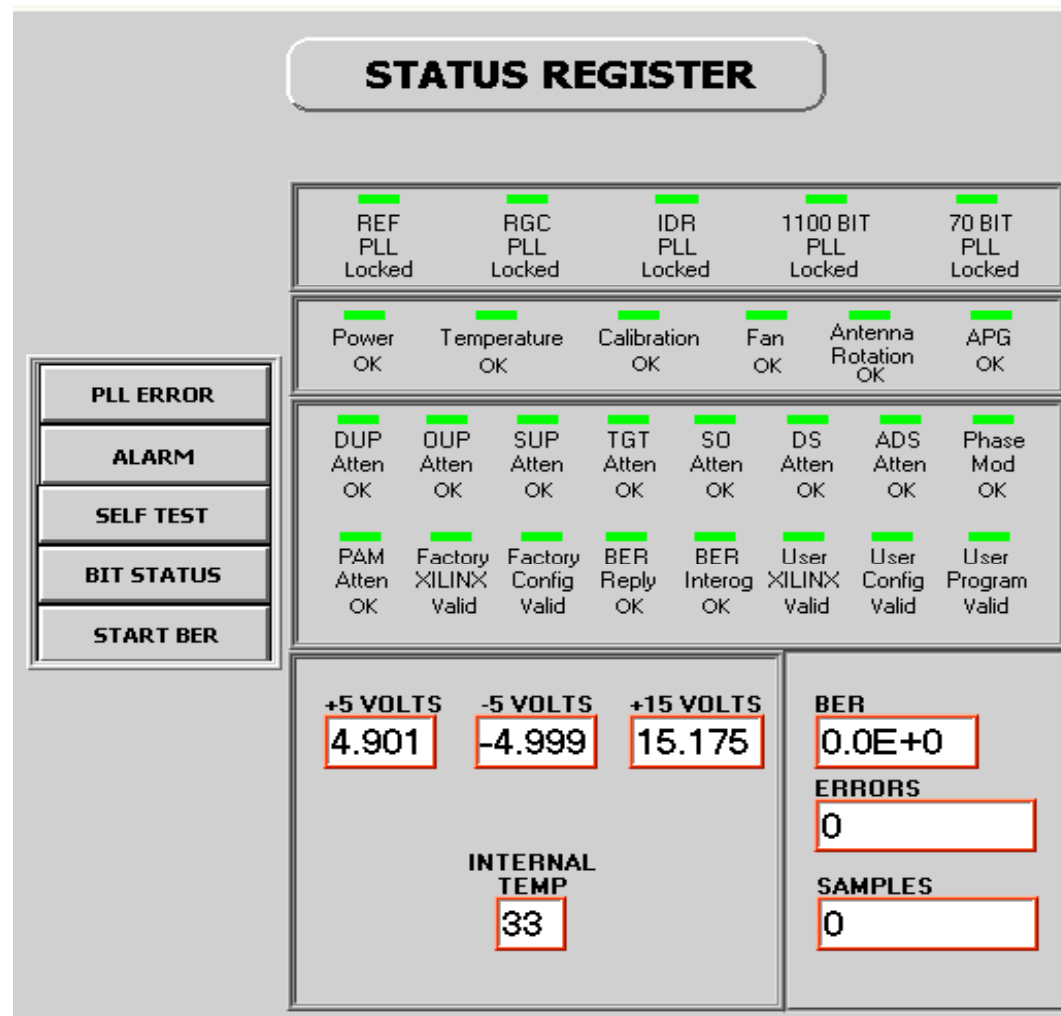 STATUS REGISTER
REF RGC IDR 1100 BIT 70 BIT
PLL PLL PLL PLL PLL
Locked Locked Locked Locked Locked
Power Temperature Calibration Fan Antenna Rotation APG
OK OK OK OK OK OK
PLL ERROR
ALARM
SELF TEST
BIT STATUS
START BER
DUP OUP SUP TGT SO DS ADS Phase
Atten Atten Atten Atten Atten Atten Atten Mod
OK OK OK OK OK OK OK OK
PAM Factory Factory BER BER User User User
Atten XILINX Config Reply Interog XILINX Config Program
OK Valid Valid OK OK Valid Valid Valid
+5 VOLTS -5 VOLTS +15 VOLTS
4.901 -4.999 15.175
INTERNAL
TEMP
33
BER
0.0E+0
ERRORS
0
SAMPLES
0